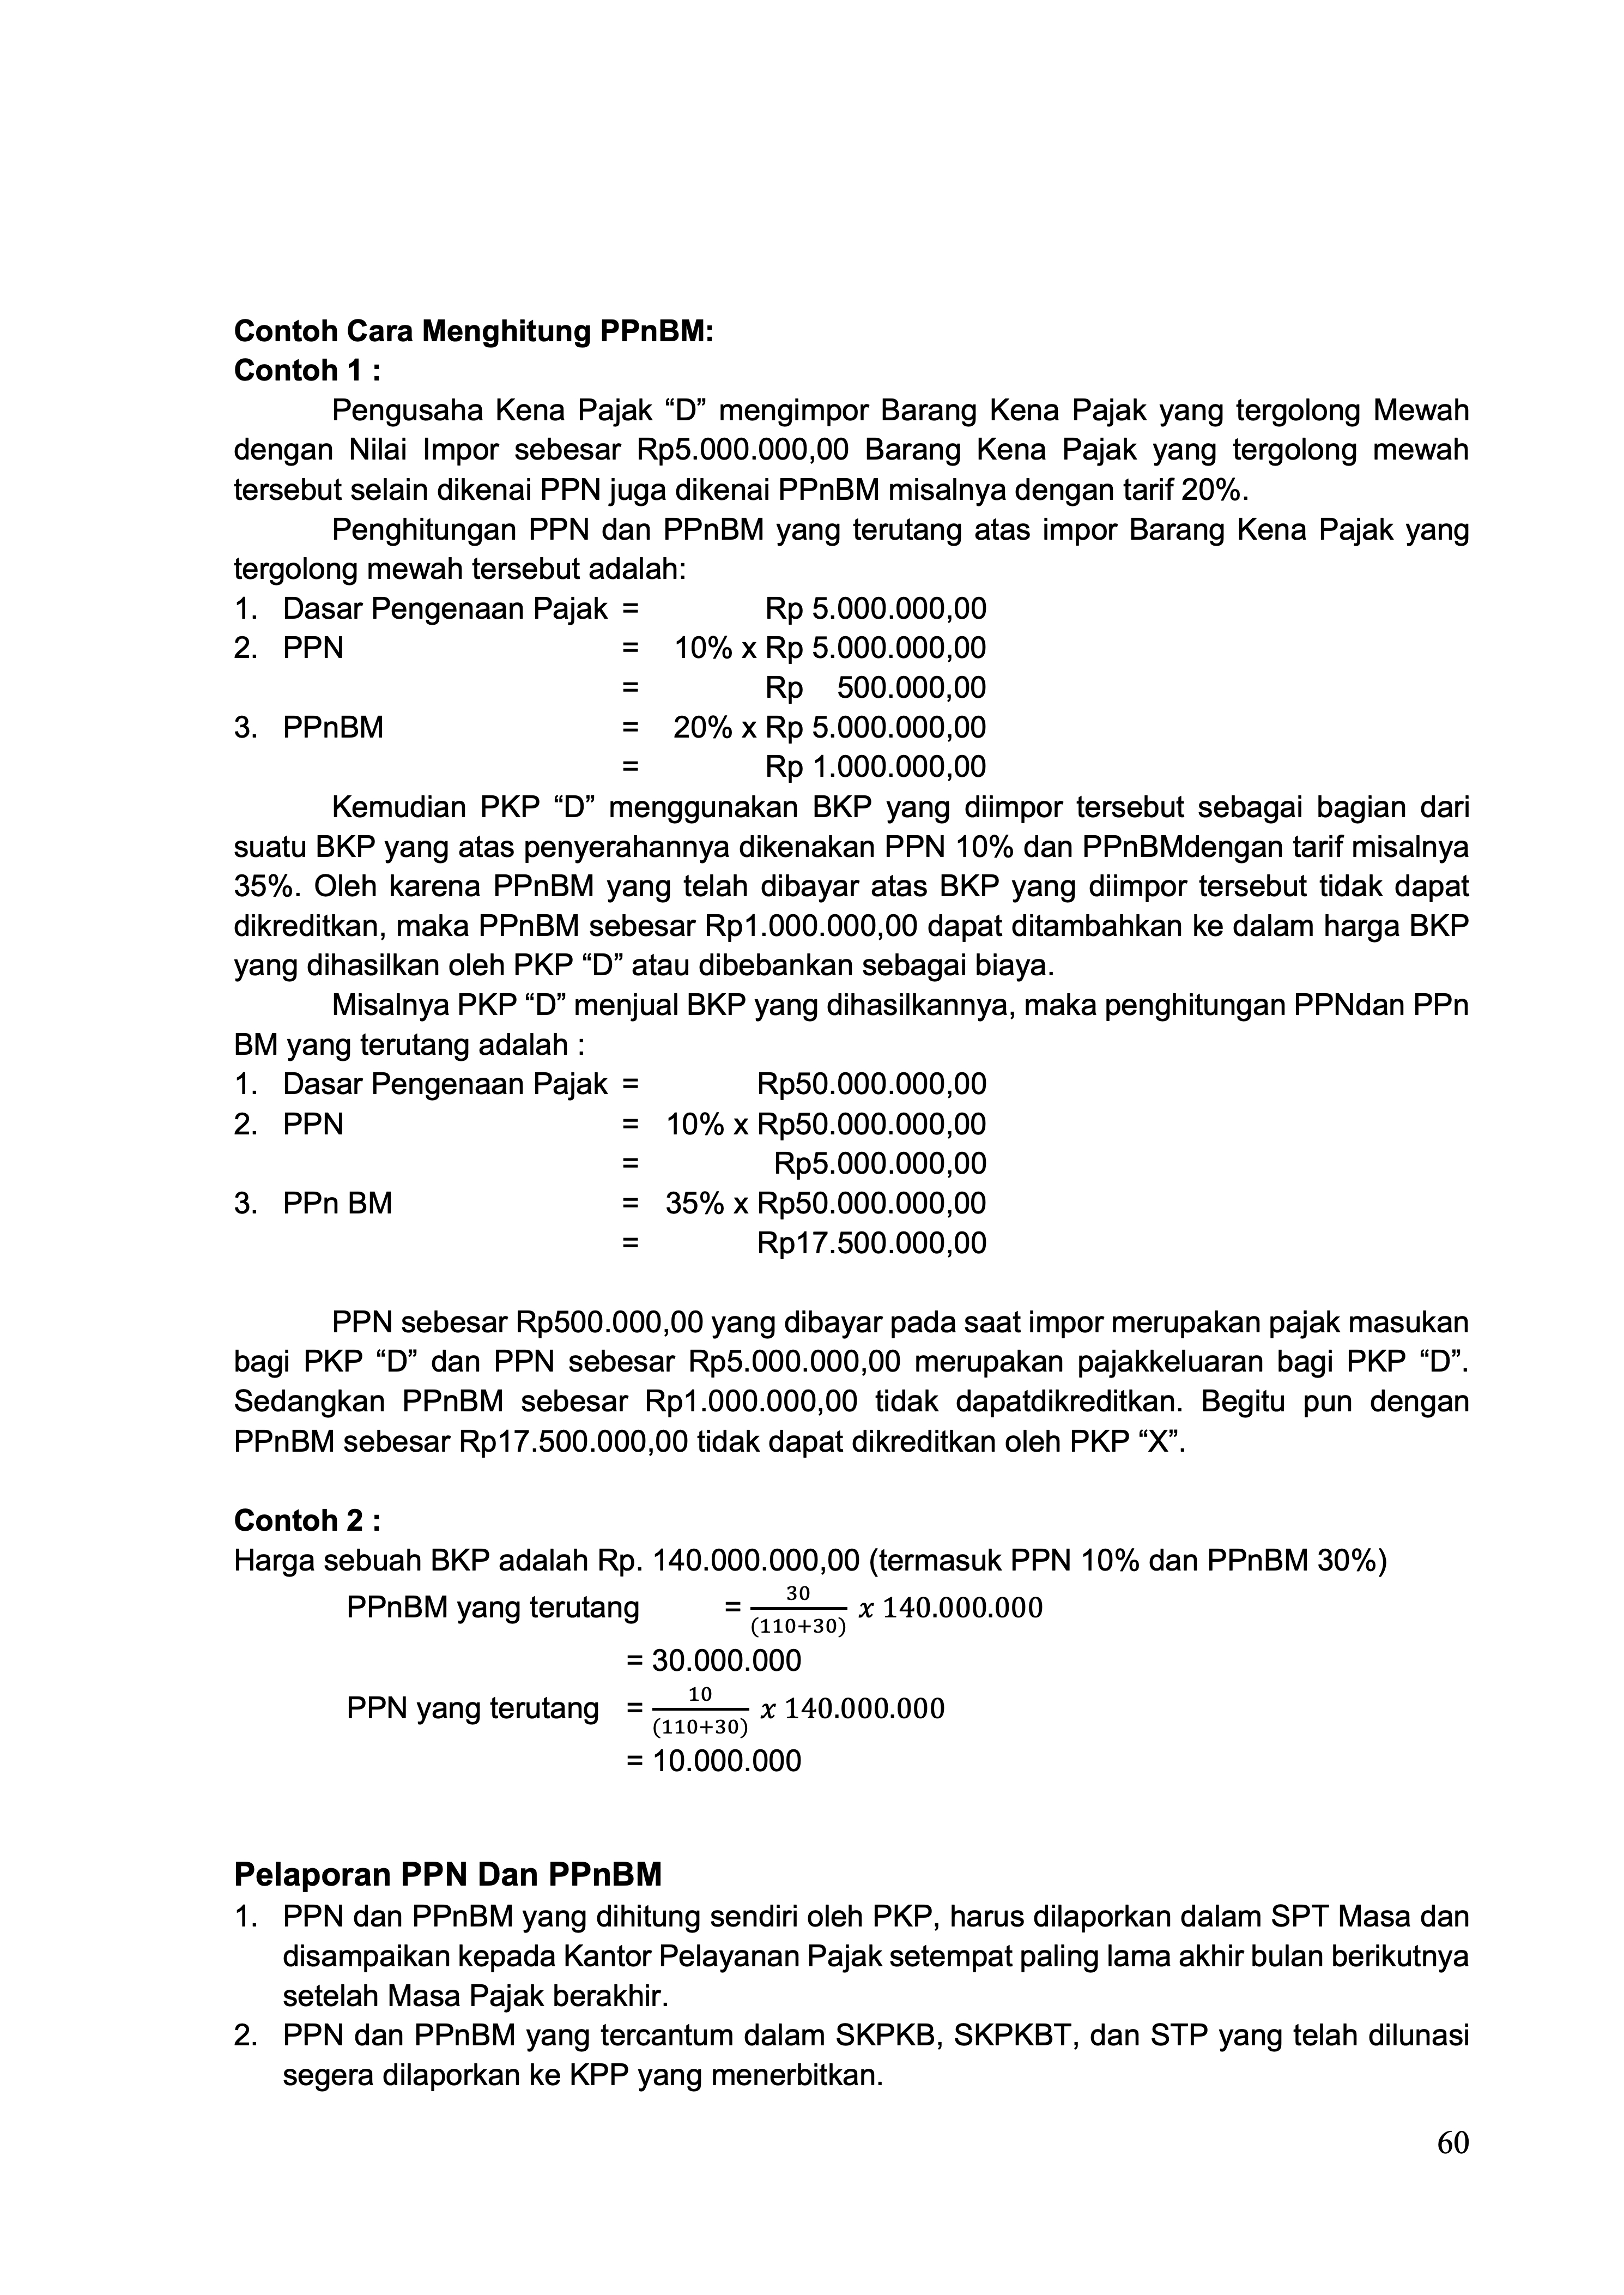 Contoh Cara Menghitung PPnBM:
Contoh 1 :
Pengusaha Kena Pajak “D” mengimpor Barang Kena Pajak yang tergolong Mewah
dengan Nilai Impor sebesar Rp5.000.000,00 Barang Kena Pajak yang tergolong mewah
tersebut selain dikenai PPN juga dikenai PPnBM misalnya dengan tarif 20%.
Penghitungan PPN dan PPnBM yang terutang atas impor Barang Kena Pajak yang
tergolong mewah tersebut adalah:
1. Dasar Pengenaan Pajak = Rp 5.000.000,00
2. PPN = 10% x Rp 5.000.000,00
= Rp 500.000,00
3. PPnBM = 20% x Rp 5.000.000,00
= Rp 1.000.000,00
Kemudian PKP “D” menggunakan BKP yang diimpor tersebut sebagai bagian dari
suatu BKP yang atas penyerahannya dikenakan PPN 10% dan PPnBMdengan tarif misalnya
35%. Oleh karena PPnBM yang telah dibayar atas BKP yang diimpor tersebut tidak dapat
dikreditkan, maka PPnBM sebesar Rp1.000.000,00 dapat ditambahkan ke dalam harga BKP
yang dihasilkan oleh PKP “D” atau dibebankan sebagai biaya.
Misalnya PKP “D” menjual BKP yang dihasilkannya, maka penghitungan PPNdan PPn
BM yang terutang adalah :
1. Dasar Pengenaan Pajak = Rp50.000.000,00
2. PPN = 10% x Rp50.000.000,00
= Rp5.000.000,00
3. PPn BM = 35% x Rp50.000.000,00
= Rp17.500.000,00
PPN sebesar Rp500.000,00 yang dibayar pada saat impor merupakan pajak masukan
bagi PKP “D” dan PPN sebesar Rp5.000.000,00 merupakan pajakkeluaran bagi PKP “D”.
Sedangkan PPnBM sebesar Rp1.000.000,00 tidak dapatdikreditkan. Begitu pun dengan
PPnBM sebesar Rp17.500.000,00 tidak dapat dikreditkan oleh PKP “X”.
Contoh 2 :
Harga sebuah BKP adalah Rp. 140.000.000,00 (termasuk PPN 10% dan PPnBM 30%)
PPnBM yang terutang = 30/(110+30) x 140.000.000
= 30.000.000
PPN yang terutang = 10/(110+30) x 140.000.000
= 10.000.000
Pelaporan PPN Dan PPnBM
1. PPN dan PPnBM yang dihitung sendiri oleh PKP, harus dilaporkan dalam SPT Masa dan
disampaikan kepada Kantor Pelayanan Pajak setempat paling lama akhir bulan berikutnya
setelah Masa Pajak berakhir.
2. PPN dan PPnBM yang tercantum dalam SKPKB, SKPKBT, dan STP yang telah dilunasi
segera dilaporkan ke KPP yang menerbitkan.
60